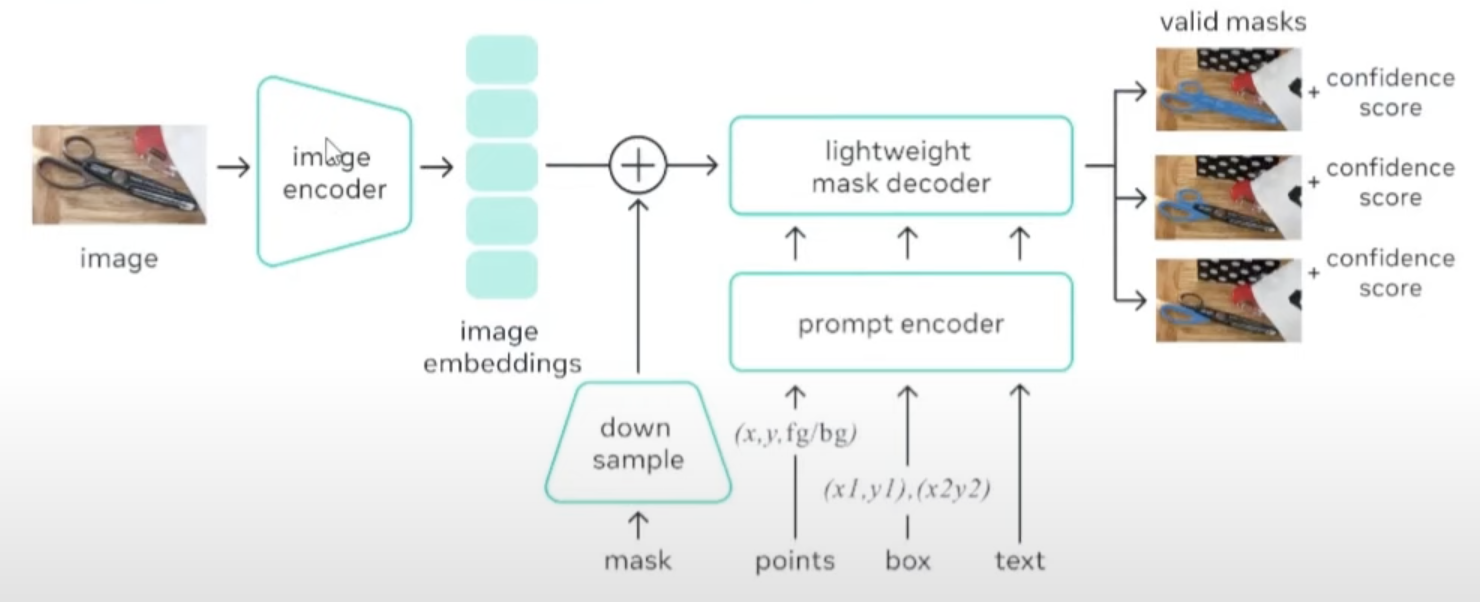 valid masks
image
encoder
image
image
embeddings
lightweight
mask decoder
prompt encoder
down
sample
(x,y,fg/bg)
(x1,y1),(x2y2)
mask
points
box
text
+ confidence
score
+ confidence
score
+ confidence
score